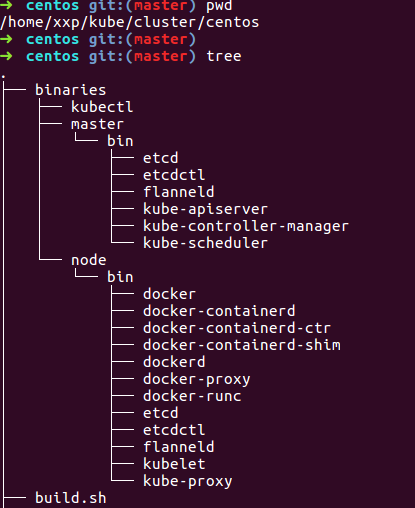 ➜ centos git:(master) pwd
/home/xxp/kube/cluster/centos
➜ centos git:(master)
➜ centos git:(master) tree
.
├── binaries
│   ├── kubectl
│   ├── master
│   │   └── bin
│   │       ├── etcd
│   │       ├── etcdctl
│   │       ├── flanneld
│   │       ├── kube-apiserver
│   │       ├── kube-controller-manager
│   │       └── kube-scheduler
│   └── node
│       └── bin
│           ├── docker
│           ├── docker-containerd
│           ├── docker-containerd-ctr
│           ├── docker-containerd-shim
│           ├── dockerd
│           ├── docker-proxy
│           ├── docker-runc
│           ├── etcd
│           ├── etcdctl
│           ├── flanneld
│           ├── kubelet
│           └── kube-proxy
├── build.sh